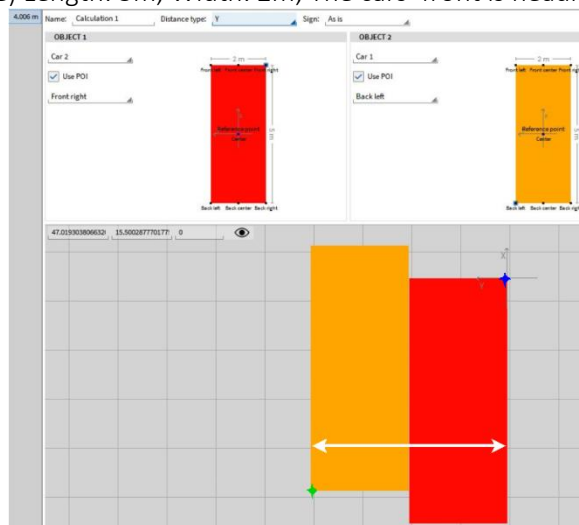 Length: 5m, Width: 2m, The cars' front is headi
4.006 m Name: Calculation 1 Distance type: Y Sign: As is
OBJECT 1 OBJECT 2
Car 2 Car 1
2 m 2 m
Front left Front center Front right Front left Front center Front right
Use POI Use POI
Front right Back left
x x
Reference point Reference point
Center Center
5 m 5 m
Back left Back center Back right Back left Back center Back right
47.019303806632 15.500287770177 0
X
Y